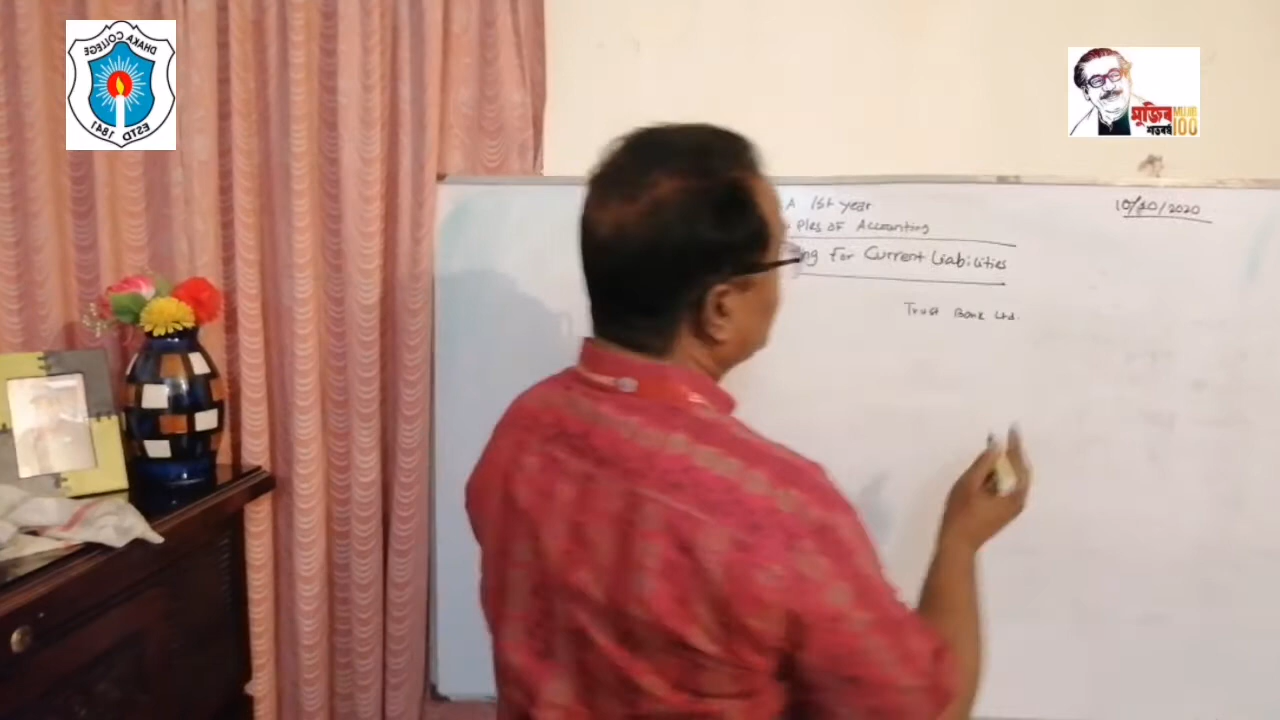 DHAKA COLLEGE
ESTD 1841
মুজিব
শতবর্ষ
100
A 1st year
10/10/2020
ples of Accounting
ng for Current Liabilities
Trust Bank Ltd.